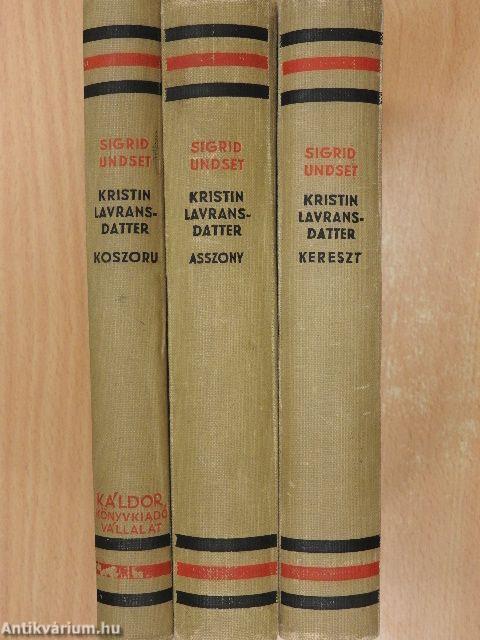 SIGRID
UNDSET
KRISTIN
LAVRANS-
DATTER
KOSZORU
KÁLDOR
KÖNYVKIADÓ
VÁLLALAT
SIGRID
UNDSET
KRISTIN
LAVRANS-
DATTER
ASSZONY
SIGRID
UNDSET
KRISTIN
LAVRANS-
DATTER
KERESZT
Antikvárium.hu